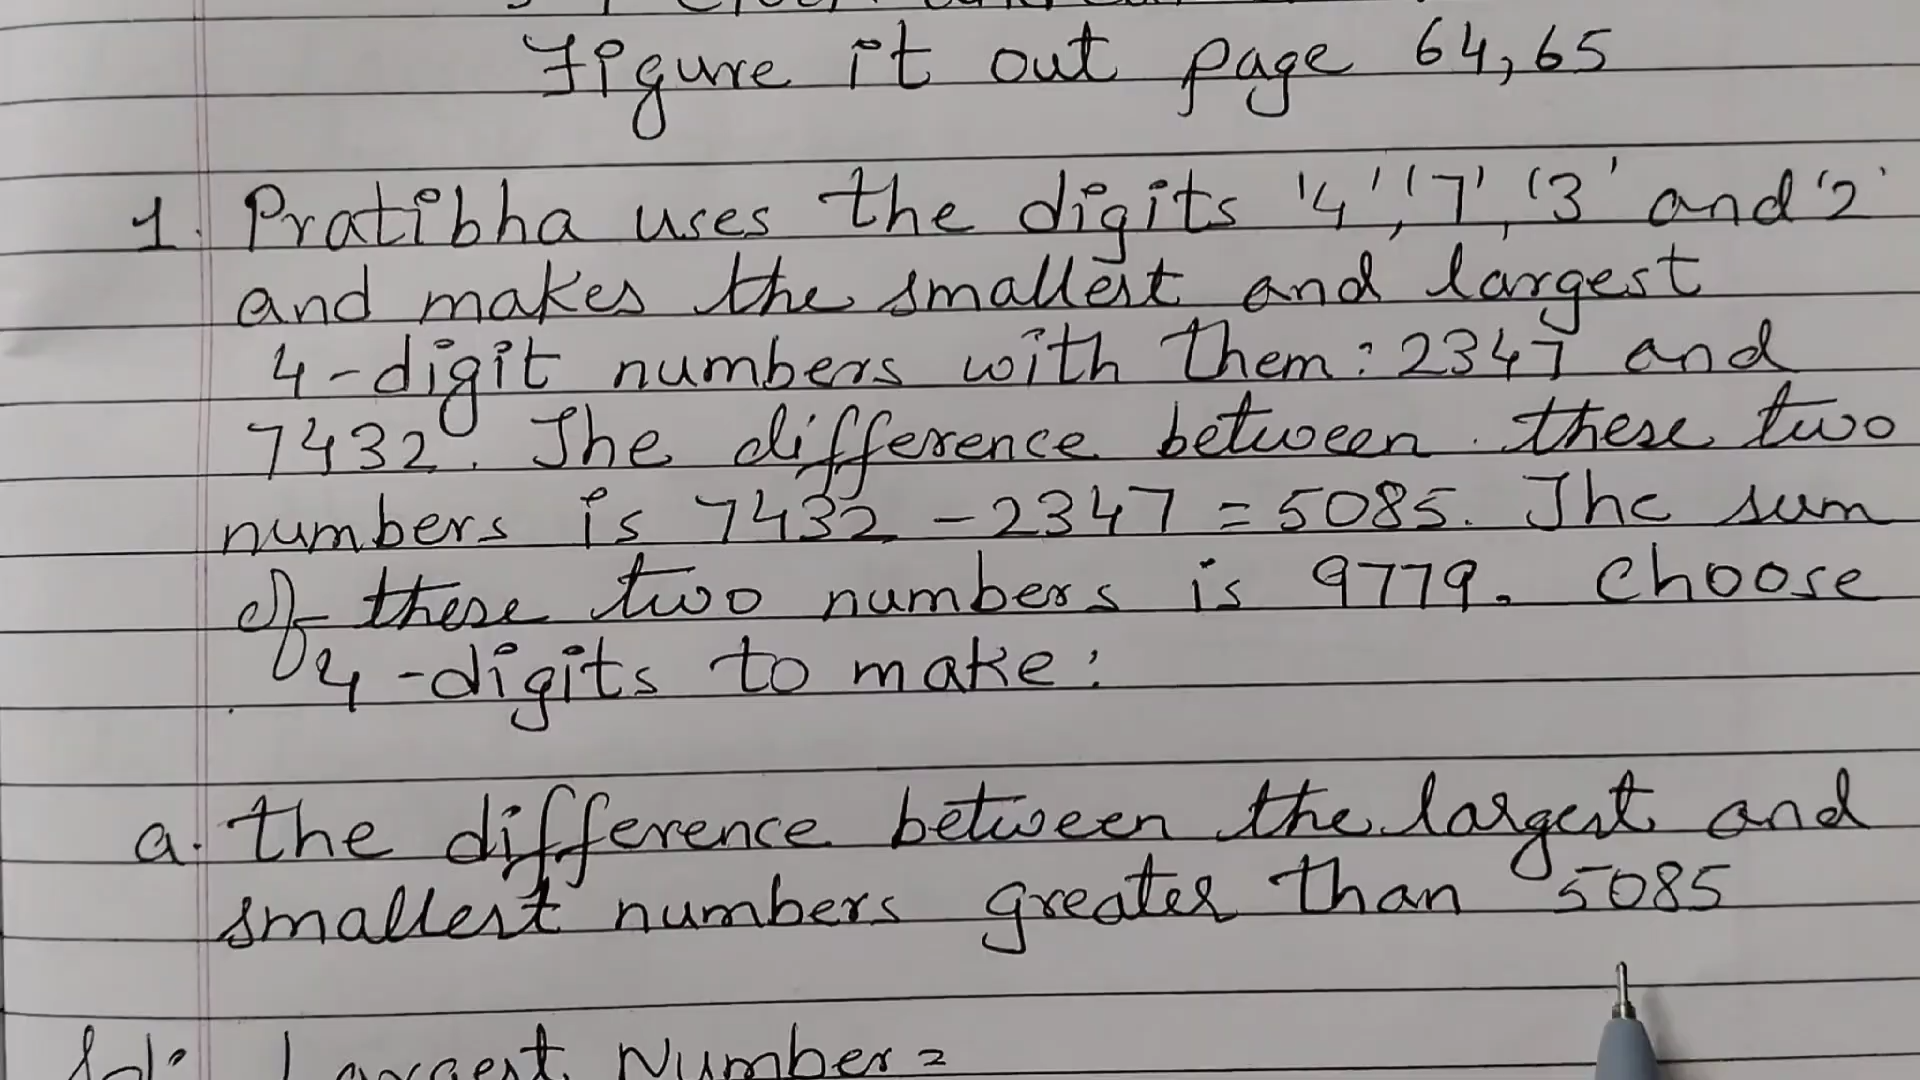 Figure it out page 64, 65
1. Pratibha uses the digits '4', '7', '3' and '2'
and makes the smallest and largest
4-digit numbers with them: 2347 and
7432. The difference between these two
numbers is 7432 - 2347 = 5085. The sum
of these two numbers is 9779. Choose
4-digits to make:
a. the difference between the largest and
smallest numbers greater than 5085
Sol: Largest Number =